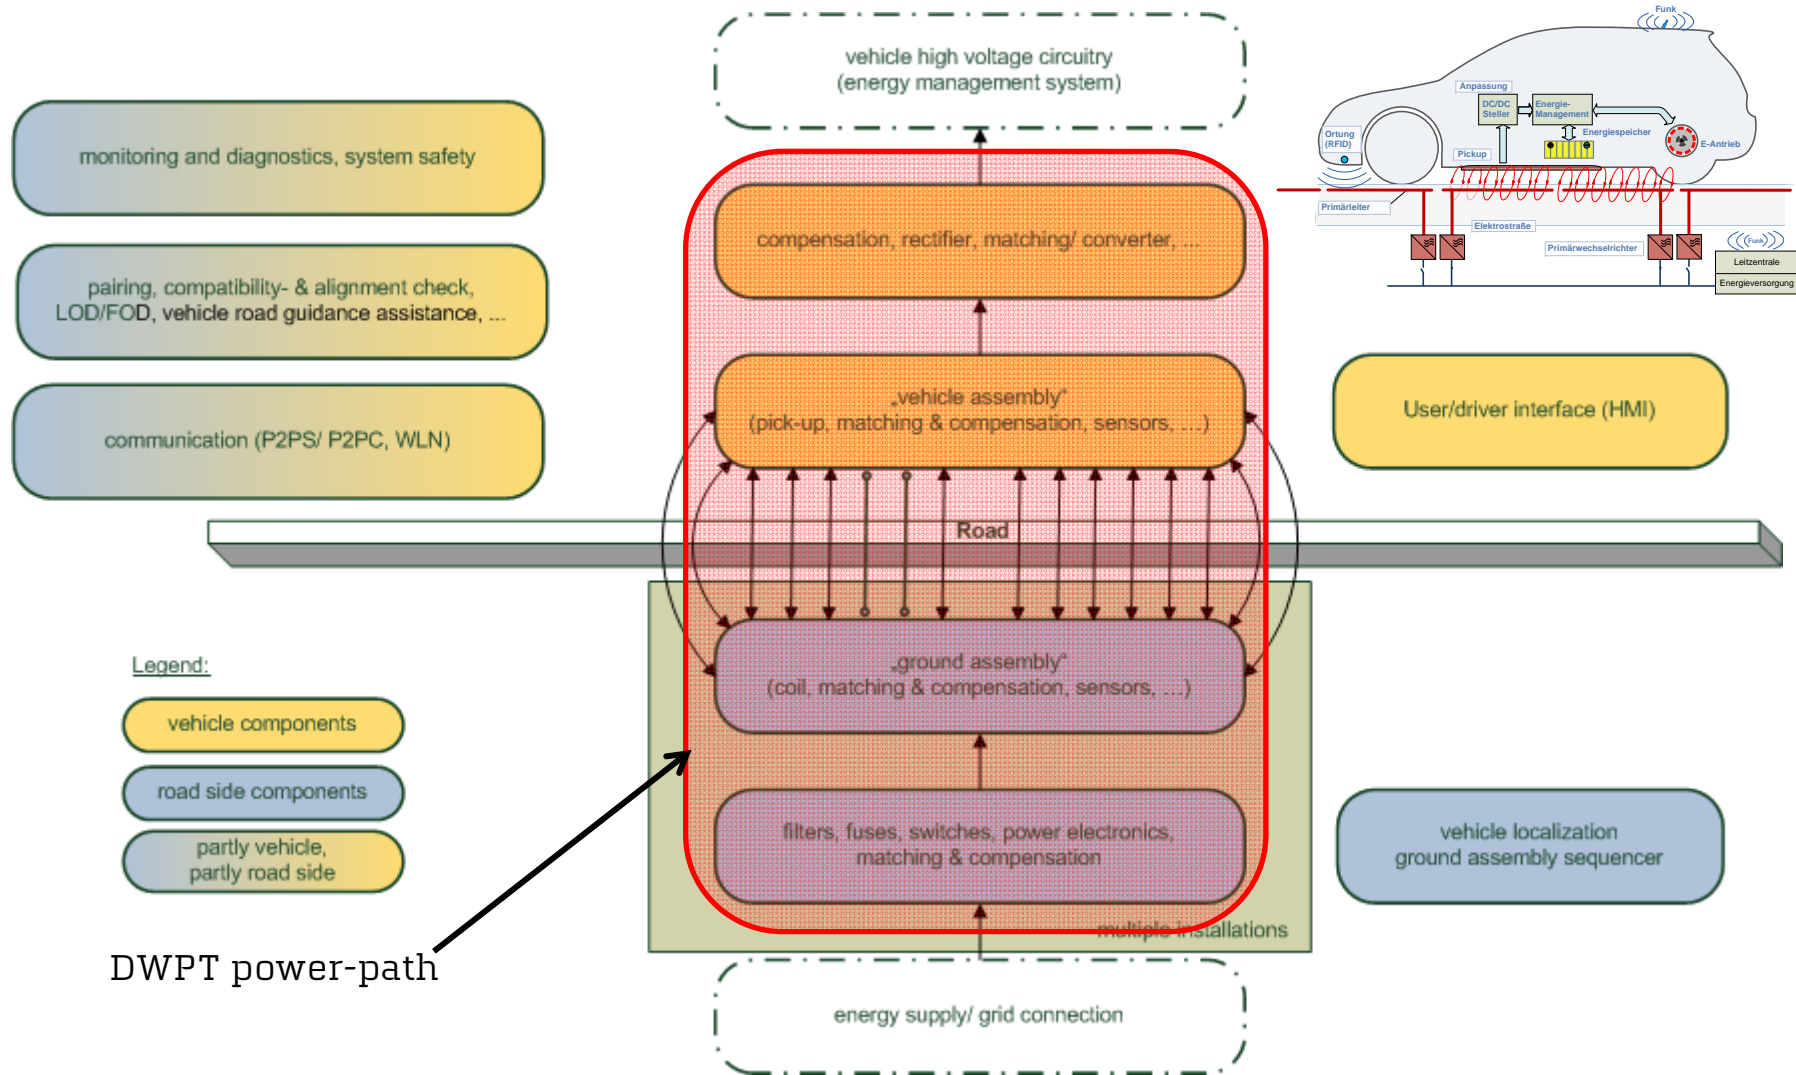 vehicle high voltage circuitry
(energy management system)
monitoring and diagnostics, system safety
compensation, rectifier, matching/ converter, ...
pairing, compatibility- & alignment check,
LOD/FOD, vehicle road guidance assistance, ...
„vehicle assembly“
(pick-up, matching & compensation, sensors, …)
communication (P2PS/ P2PC, WLN)
User/driver interface (HMI)
Road
„ground assembly“
(coil, matching & compensation, sensors, …)
Legend:
vehicle components
road side components
partly vehicle,
partly road side
filters, fuses, switches, power electronics,
matching & compensation
vehicle localization
ground assembly sequencer
multiple installations
DWPT power-path
energy supply/ grid connection
Funk
Anpassung
DC/DC
Steller
Energie-
Management
Ortung
(RFID)
Energiespeicher
E-Antrieb
Pickup
Primärleiter
Elektrostraße
Primärwechselrichter
Funk
Leitzentrale
Energieversorgung